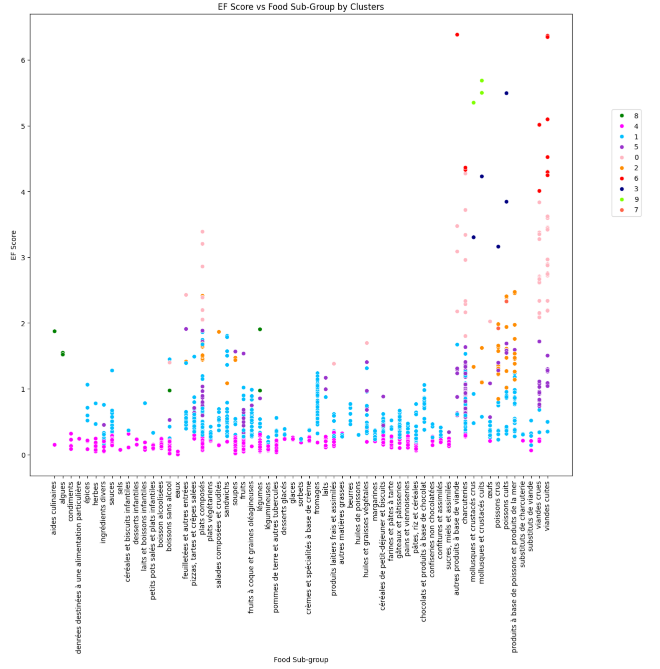 EF Score vs Food Sub-Group by Clusters
EF Score
6
5
4
3
2
1
0
8
4
1
5
0
2
6
3
9
7
aides culinaires
algues
condiments
denrées destinées à une alimentation particulière
épices
herbes
ingrédients divers
sauces
sels
céréales et biscuits infantiles
desserts infantiles
laits et boissons infantiles
petits pots salés et plats infantiles
boisson alcoolisées
boissons sans alcool
eaux
feuilletées et autres entrées
pizzas, tartes et crêpes salées
plats composés
plats végétariens
salades composées et crudités
sandwichs
soupes
fruits
fruits à coque et graines oléagineuses
légumes
légumineuses
pommes de terre et autres tubercules
desserts glacés
glaces
sorbets
crèmes et spécialités à base de crème
fromages
laits
produits laitiers frais et assimilés
autres matières grasses
beurres
huiles de poissons
huiles et graisses végétales
margarines
céréales de petit-déjeuner et biscuits
farines et pâtes à tarte
gâteaux et pâtisseries
pains et viennoiseries
pâtes, riz et céréales
chocolats et produits à base de chocolat
confiseries non chocolatées
confitures et assimilés
sucres, miels et assimilés
autres produits à base de viande
charcuteries
mollusques et crustacés crus
mollusques et crustacés cuits
œufs
poissons crus
poissons cuits
produits à base de poissons et produits de la mer
substituts de charcuterie
substituts de viande
viandes crues
viandes cuites
Food Sub-group